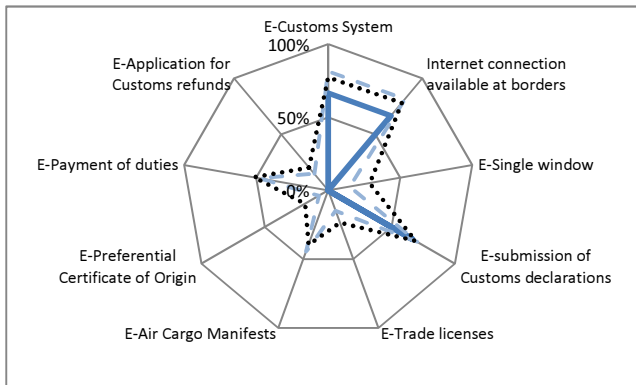 E-Customs System
100%
E-Application for
Customs refunds
Internet connection
available at borders
50%
E-Payment of duties
E-Single window
0%
E-Preferential
Certificate of Origin
E-submission of
Customs declarations
E-Air Cargo Manifests
E-Trade licenses